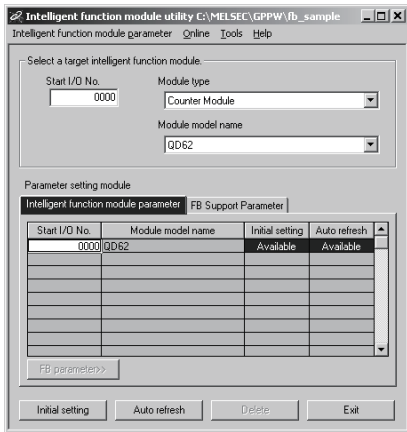 Intelligent function module utility C:\MELSEC\GPPW\fb_sample
Intelligent function module parameter Online Tools Help
Select a target intelligent function module.
Start I/O No. Module type
0000 Counter Module
Module model name
QD62
Parameter setting module
Intelligent function module parameter FB Support Parameter
Start I/O No. Module model name Initial setting Auto refresh
0000 QD62 Available Available
FB parameter>>
Initial setting Auto refresh Delete Exit